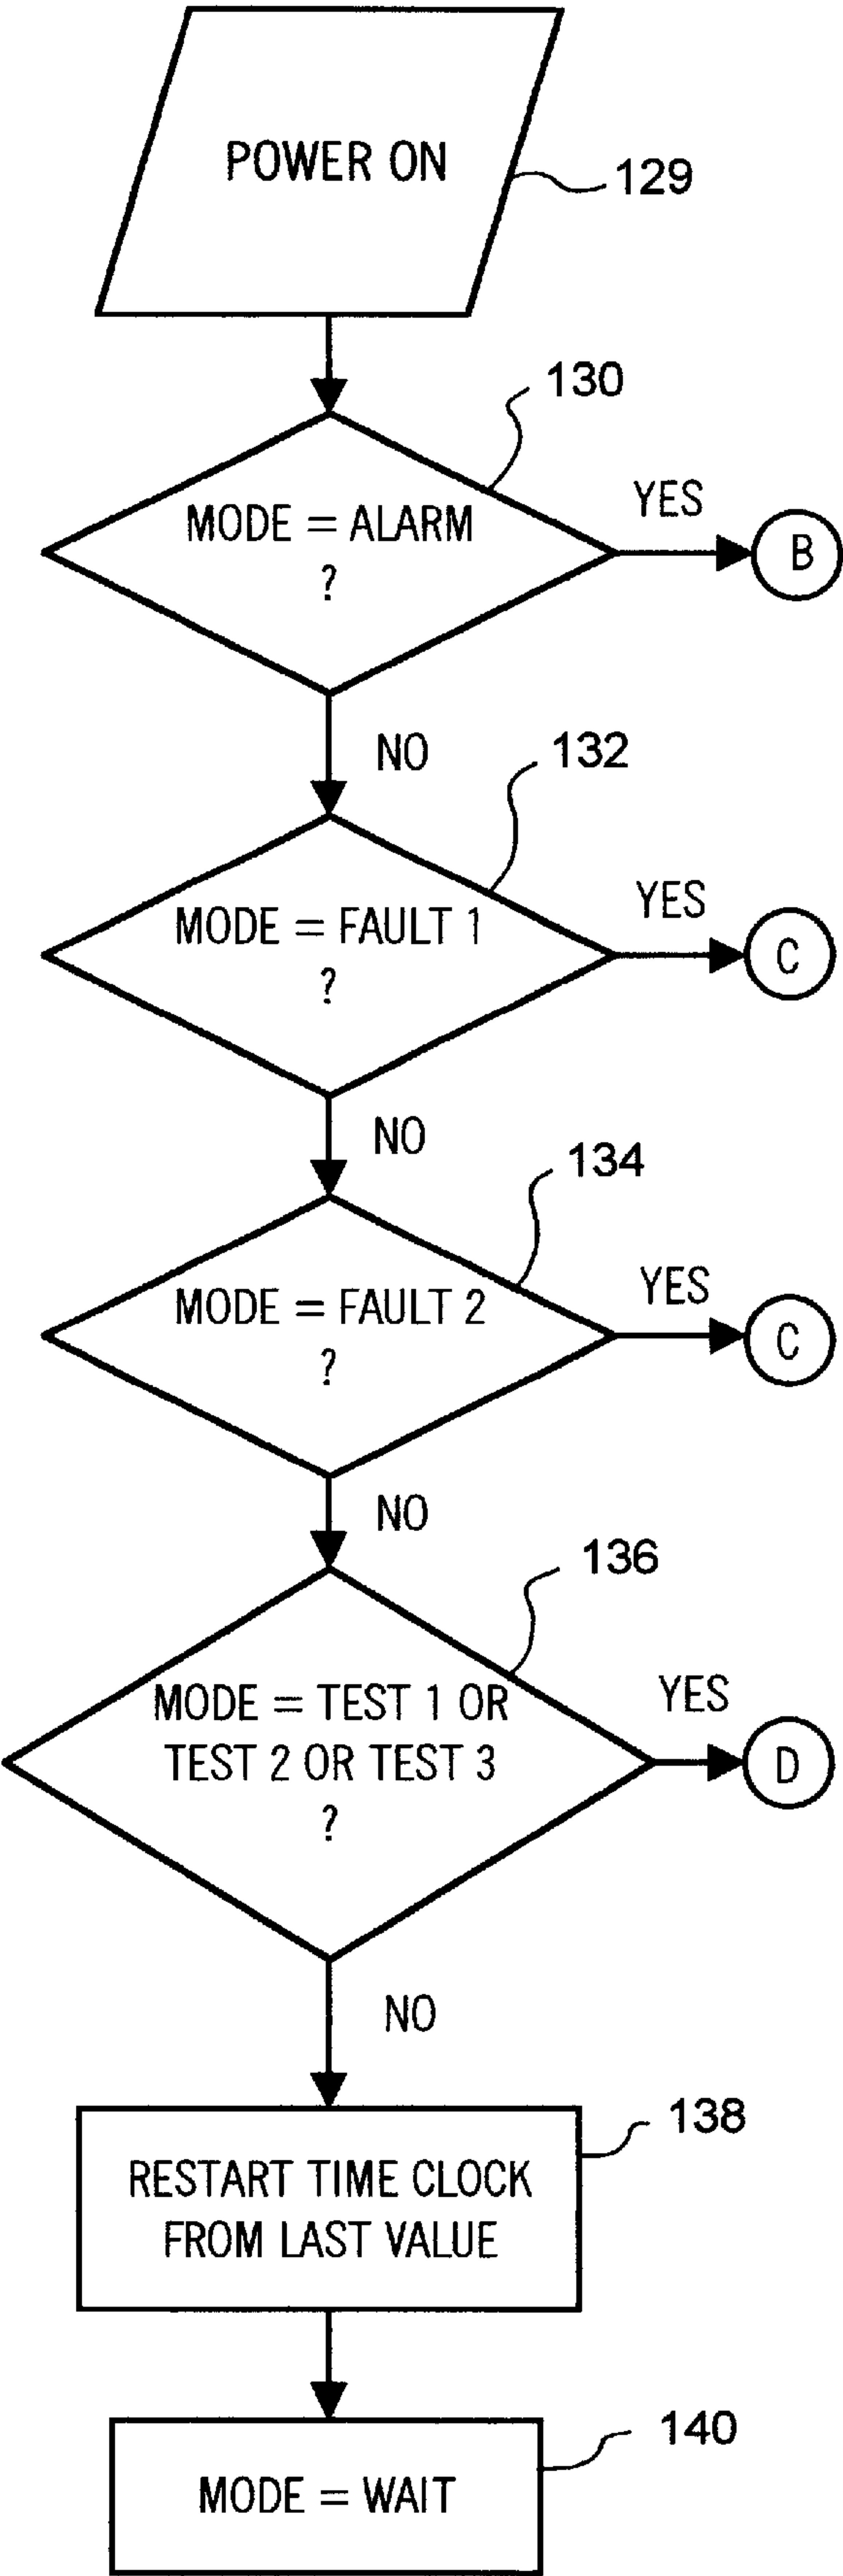 POWER ON
129
130
MODE = ALARM
?
YES
B
NO
132
MODE = FAULT 1
?
YES
C
NO
134
MODE = FAULT 2
?
YES
C
NO
136
MODE = TEST 1 OR
TEST 2 OR TEST 3
?
YES
D
NO
138
RESTART TIME CLOCK
FROM LAST VALUE
140
MODE = WAIT